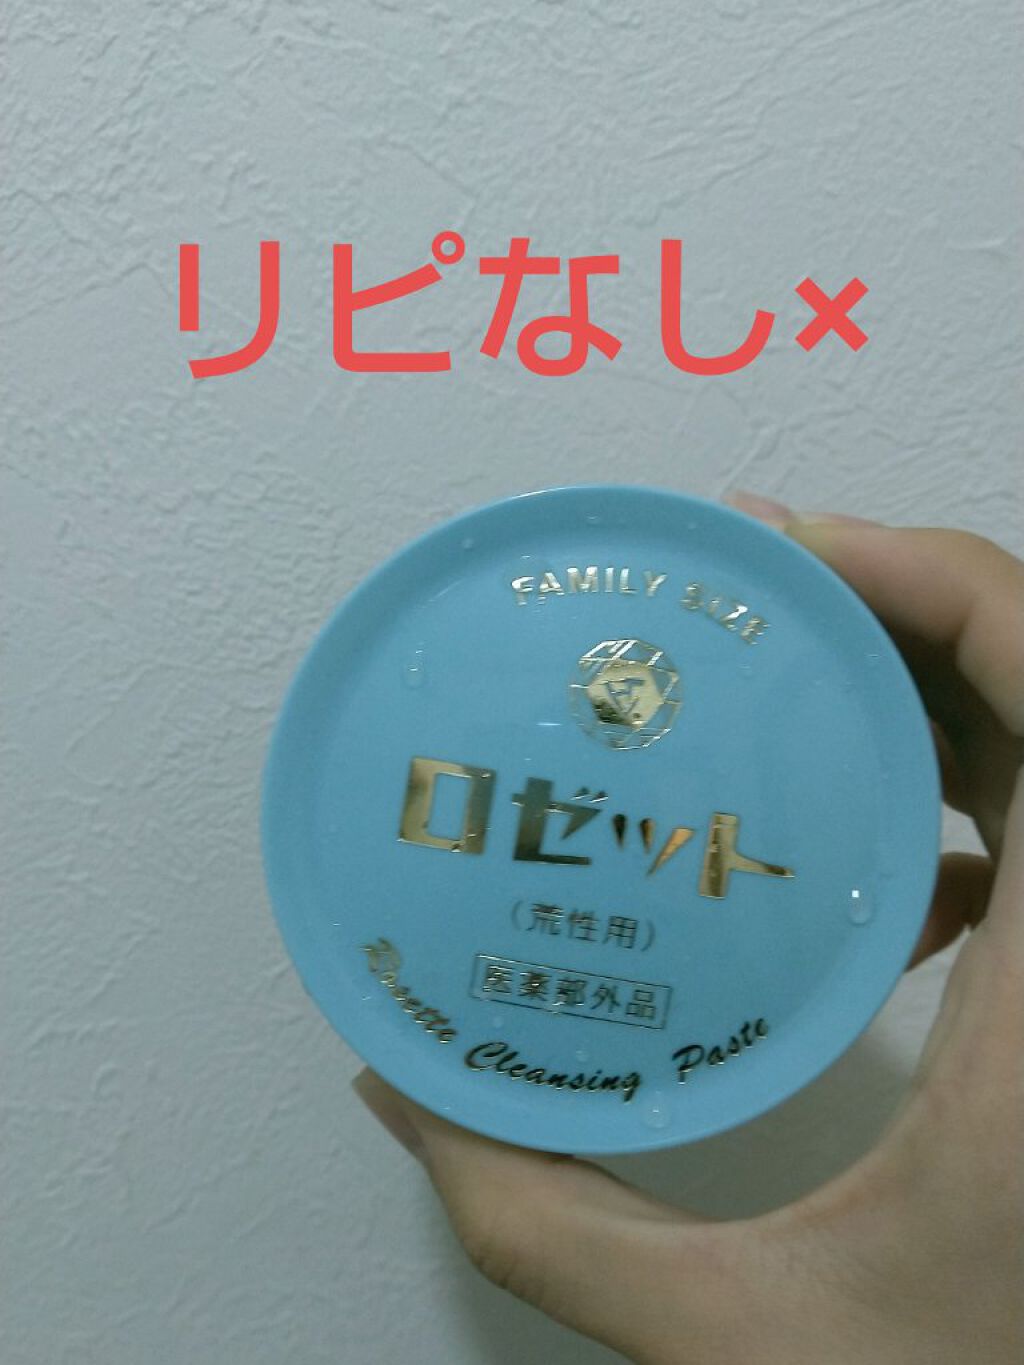 リピなし×
FAMILY SIZE
ロゼット
(荒性用)
医薬部外品
Rosette Cleansing Paste